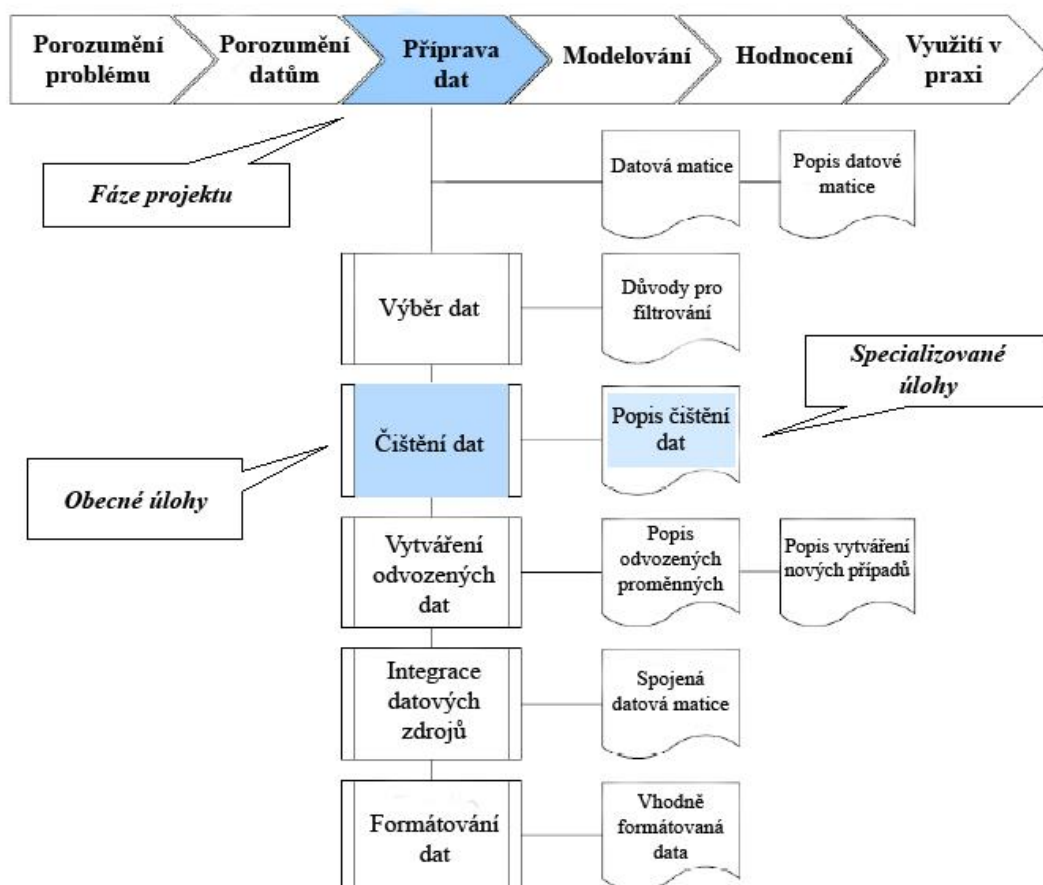 Porozumění
problému
Porozumění
datům
Příprava
dat
Modelování
Hodnocení
Využití v
praxi
Fáze projektu
Datová matice
Popis datové
matice
Výběr dat
Důvody pro
filtrování
Specializované
úlohy
Čištění dat
Popis čištění
dat
Obecné úlohy
Vytváření
odvozených
dat
Popis
odvozených
proměnných
Popis vytváření
nových případů
Integrace
datových
zdrojů
Spojená
datová matice
Formátování
dat
Vhodně
formátovaná
data